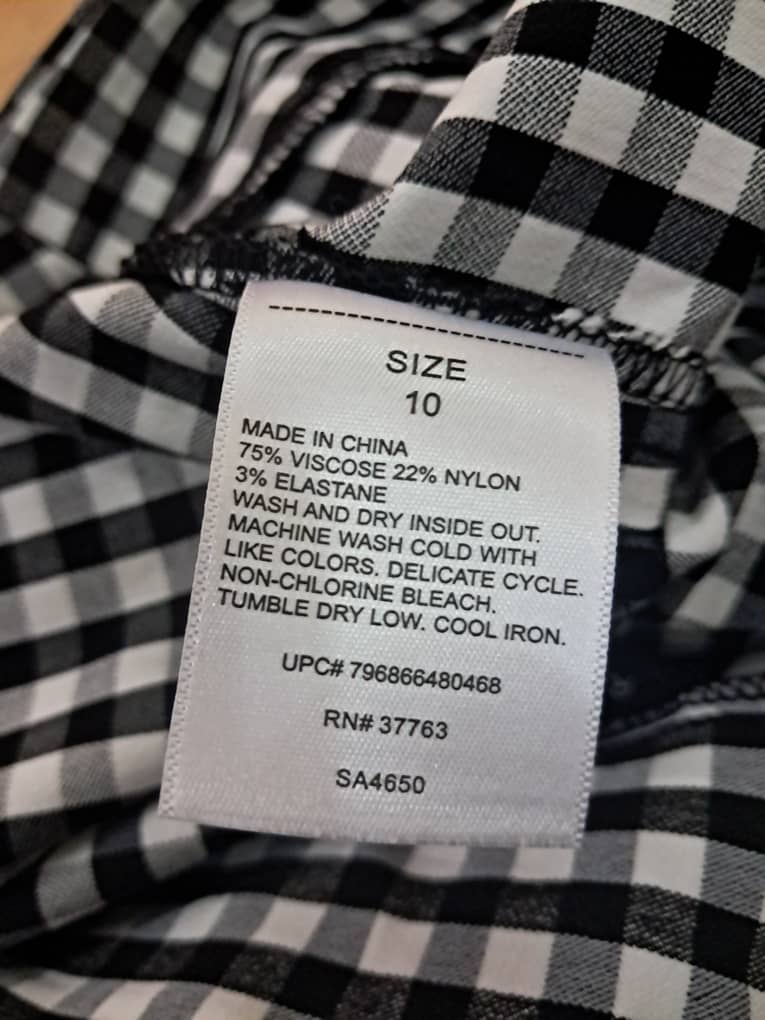 SIZE
10
MADE IN CHINA
75% VISCOSE 22% NYLON
3% ELASTANE
WASH AND DRY INSIDE OUT.
MACHINE WASH COLD WITH
LIKE COLORS. DELICATE CYCLE.
NON-CHLORINE BLEACH.
TUMBLE DRY LOW. COOL IRON.
UPC# 796866480468
RN# 37763
SA4650